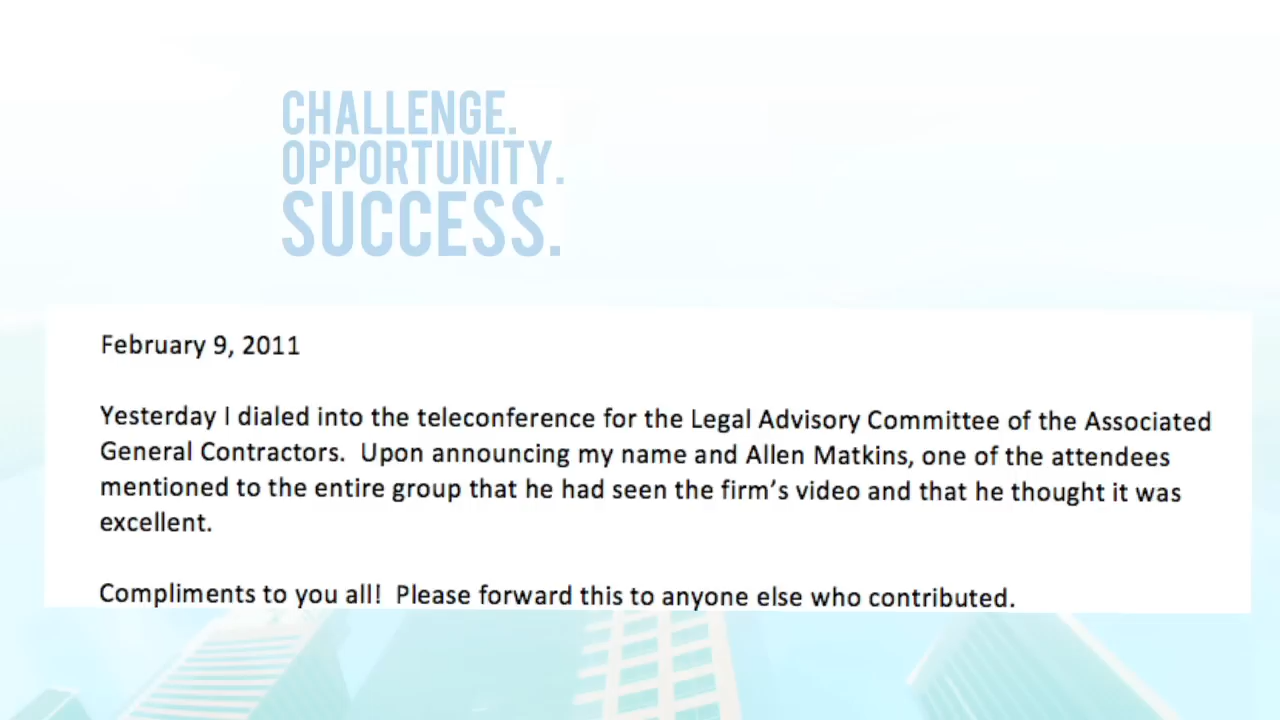 CHALLENGE.
OPPORTUNITY.
SUCCESS.
February 9, 2011
Yesterday I dialed into the teleconference for the Legal Advisory Committee of the Associated
General Contractors.  Upon announcing my name and Allen Matkins, one of the attendees
mentioned to the entire group that he had seen the firm’s video and that he thought it was
excellent.
Compliments to you all!  Please forward this to anyone else who contributed.